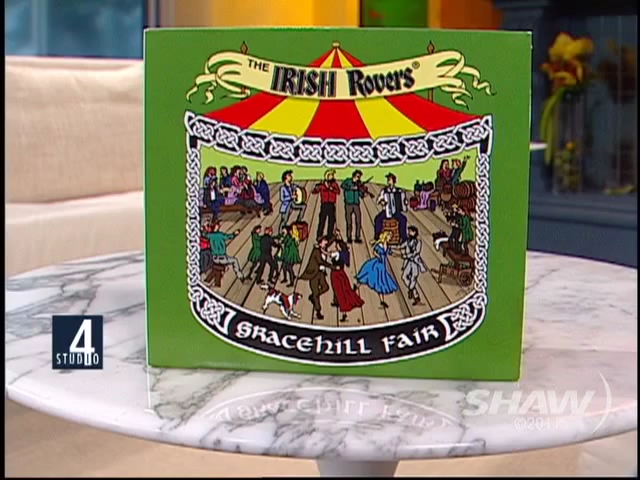 THE IRISH Rovers®
GRACEHILL FAIR
4
STUDIO
SHAW)